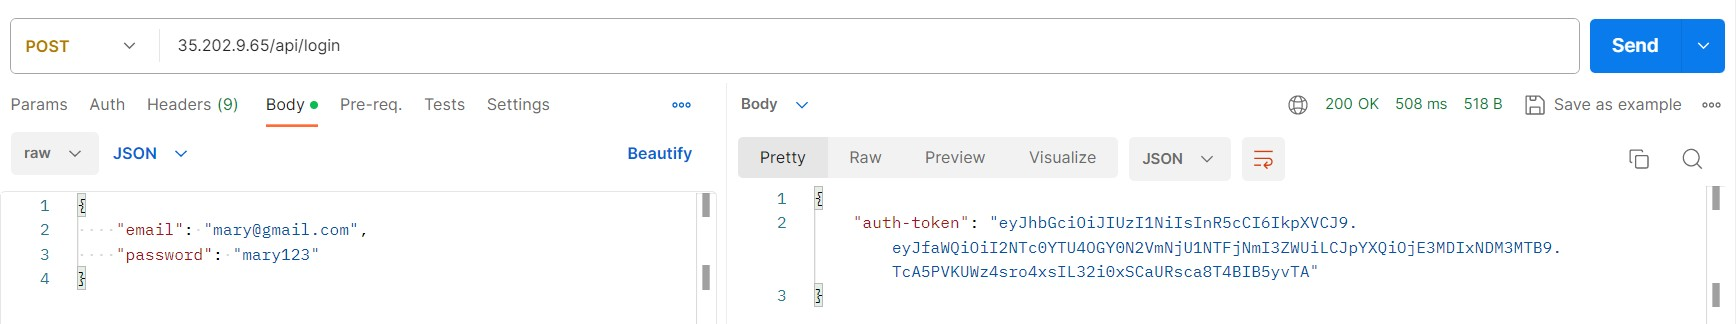 POST 35.202.9.65/api/login Send
Params Auth Headers (9) Body Pre-req. Tests Settings
raw JSON Beautify
1 {
2 "email": "mary@gmail.com",
3 "password": "mary123"
4 }
Body 200 OK 508 ms 518 B Save as example
Pretty Raw Preview Visualize JSON
1 {
2 "auth-token": "eyJhbGciOiJIUzI1NiIsInR5cCI6IkpXVCJ9.
eyJfaWQiOiI2NTc0YTU4OGY0N2VmNjU1NTFjNmI3ZWUiLCJpYXQiOjE3MDIxNDM3MTB9.
TcA5PVKUWz4sro4xsIL32i0xSCaURsca8T4BIB5yvTA"
3 }